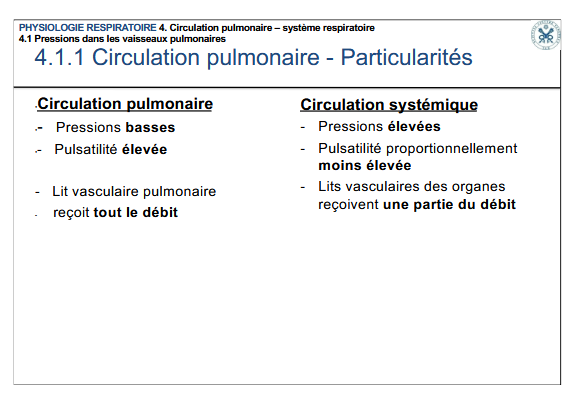 PHYSIOLOGIE RESPIRATOIRE 4. Circulation pulmonaire – système respiratoire
4.1 Pressions dans les vaisseaux pulmonaires
4.1.1 Circulation pulmonaire - Particularités
Circulation pulmonaire
- Pressions basses
- Pulsatilité élevée
- Lit vasculaire pulmonaire
reçoit tout le débit
Circulation systémique
- Pressions élevées
- Pulsatilité proportionnellement
moins élevée
- Lits vasculaires des organes
reçoivent une partie du débit